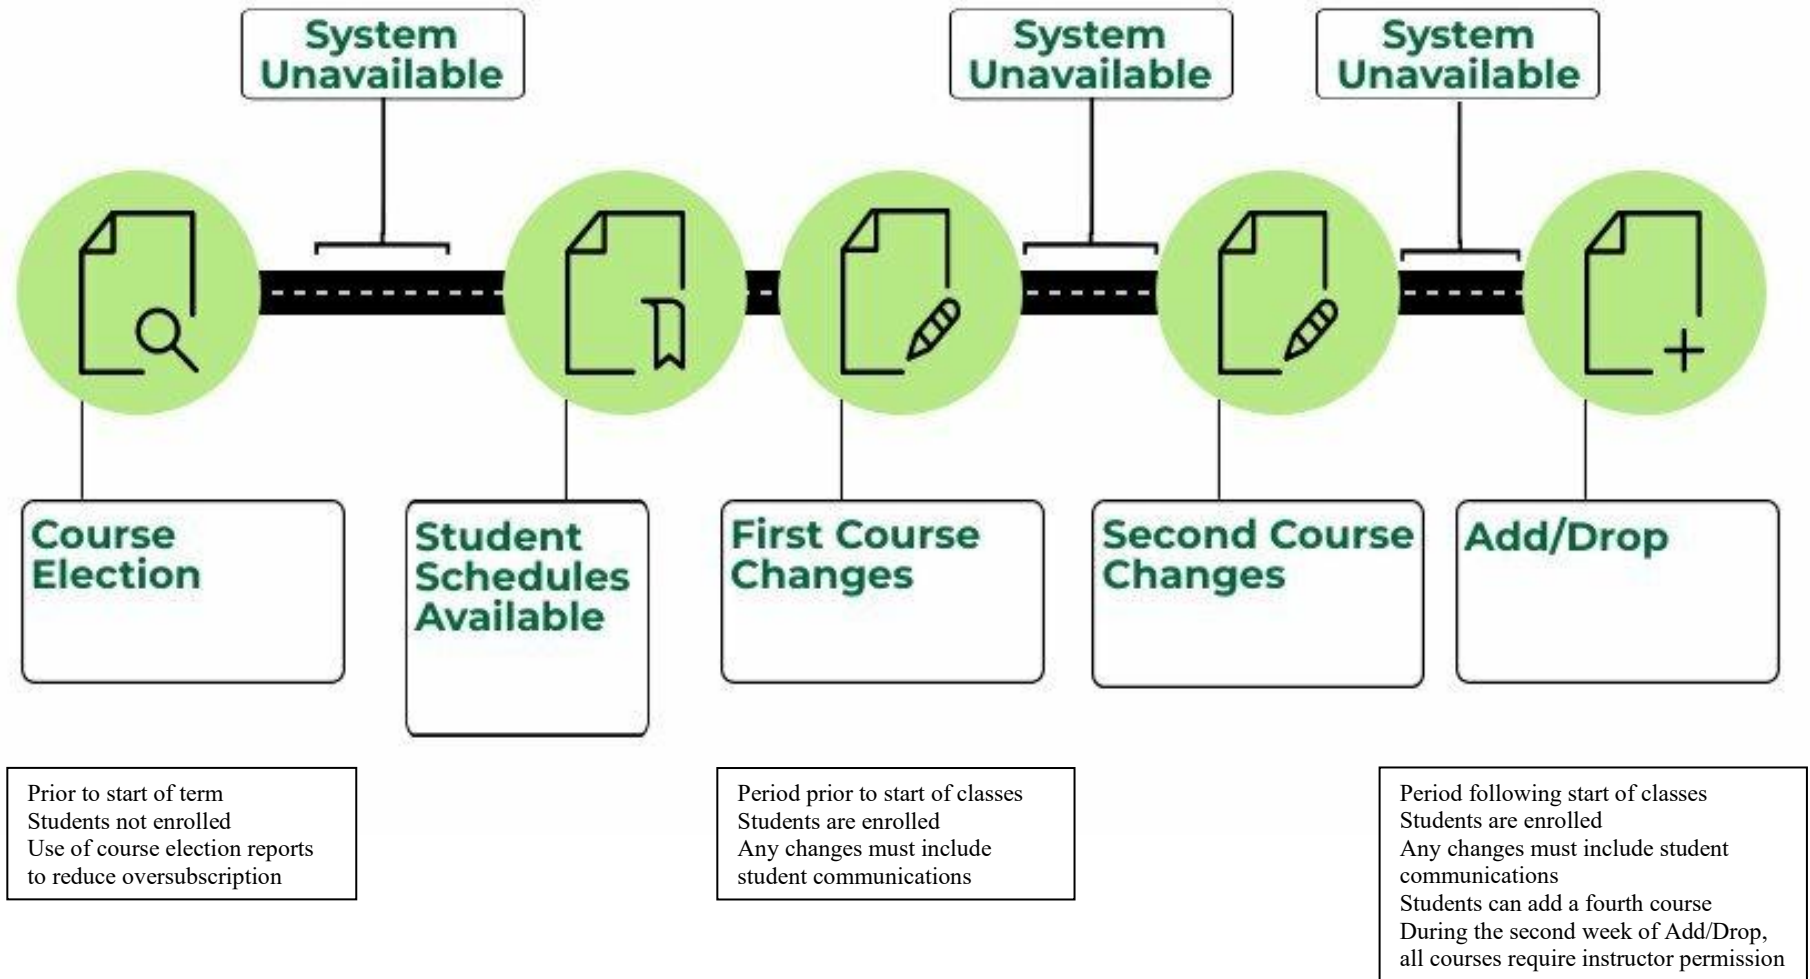 System
Unavailable
System
Unavailable
System
Unavailable
Course
Election
Student
Schedules
Available
First Course
Changes
Second Course
Changes
Add/Drop
Prior to start of term
Students not enrolled
Use of course election reports
to reduce oversubscription
Period prior to start of classes
Students are enrolled
Any changes must include
student communications
Period following start of classes
Students are enrolled
Any changes must include student
communications
Students can add a fourth course
During the second week of Add/Drop,
all courses require instructor permission